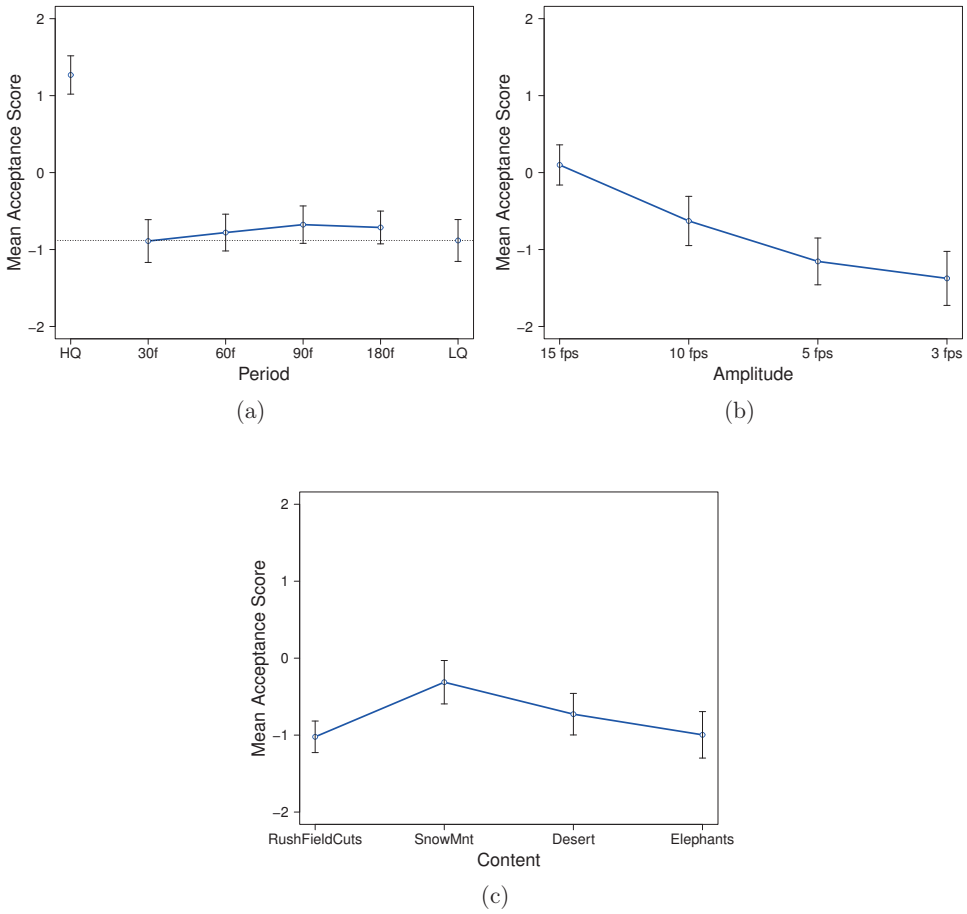 Mean Acceptance Score
2
1
0
−1
−2
HQ 30f 60f 90f 180f LQ
Period
(a)
Mean Acceptance Score
2
1
0
−1
−2
15 fps 10 fps 5 fps 3 fps
Amplitude
(b)
Mean Acceptance Score
2
1
0
−1
−2
RushFieldCuts SnowMnt Desert Elephants
Content
(c)